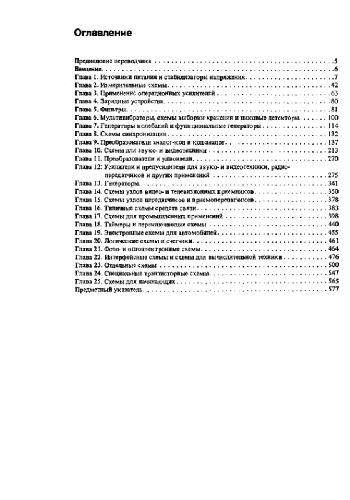 Оглавление
Предисловие переводчика. . . . . . . . . . 5
Введение. . . . . . . . . . 6
Глава 1. Источники питания и стабилизаторы напряжения. . . . . . . . . . 7
Глава 2. Измерительные схемы. . . . . . . . . . 42
Глава 3. Применение операционных усилителей. . . . . . . . . . 63
Глава 4. Зарядные устройства. . . . . . . . . . 80
Глава 5. Фильтры. . . . . . . . . . 81
Глава 6. Мультивибраторы, схемы выборки-хранения и пиковые детекторы. . . . . . . . . . 100
Глава 7. Генераторы колебаний и функциональные генераторы. . . . . . . . . . 114
Глава 8. Схемы синхронизации. . . . . . . . . . 132
Глава 9. Преобразователи аналог-код и код-аналог. . . . . . . . . . 137
Глава 10. Схемы для звуко- и видеотехники. . . . . . . . . . 213
Глава 11. Преобразователи и удвоители. . . . . . . . . . 270
Глава 12. Усилители и предусилители для звуко- и видеотехники, радио-
передатчиков и других применений. . . . . . . . . . 275
Глава 13. Генераторы. . . . . . . . . . 341
Глава 14. Схемы узлов видео- и телевизионных приемников. . . . . . . . . . 350
Глава 15. Схемы узлов передатчиков и приемопередатчиков. . . . . . . . . . 378
Глава 16. Типичные схемы средств связи. . . . . . . . . . 383
Глава 17. Схемы для промышленных применений. . . . . . . . . . 398
Глава 18. Таймеры и переключающие схемы. . . . . . . . . . 440
Глава 19. Электронные схемы для автомобилей. . . . . . . . . . 455
Глава 20. Логические схемы и счетчики. . . . . . . . . . 461
Глава 21. Фото- и оптоэлектронные схемы. . . . . . . . . . 464
Глава 22. Интерфейсные схемы и схемы для вычислительной техники. . . . . . . . . . 476
Глава 23. Отдельные схемы. . . . . . . . . . 500
Глава 24. Специальные транзисторные схемы. . . . . . . . . . 547
Глава 25. Схемы для начинающих. . . . . . . . . . 565
Предметный указатель. . . . . . . . . . 577